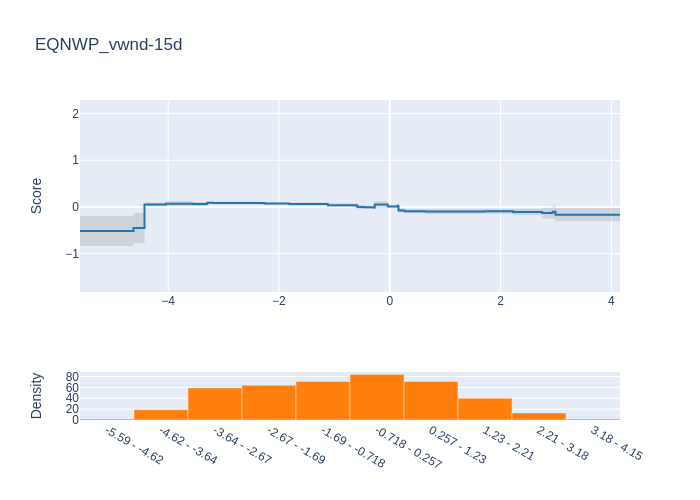 EQNWP_vwnd-15d
Score
2
1
0
−1
−4
−2
0
2
4
Density
80
60
40
20
0
-5.59 - -4.62
-4.62 - -3.64
-3.64 - -2.67
-2.67 - -1.69
-1.69 - -0.718
-0.718 - 0.257
0.257 - 1.23
1.23 - 2.21
2.21 - 3.18
3.18 - 4.15